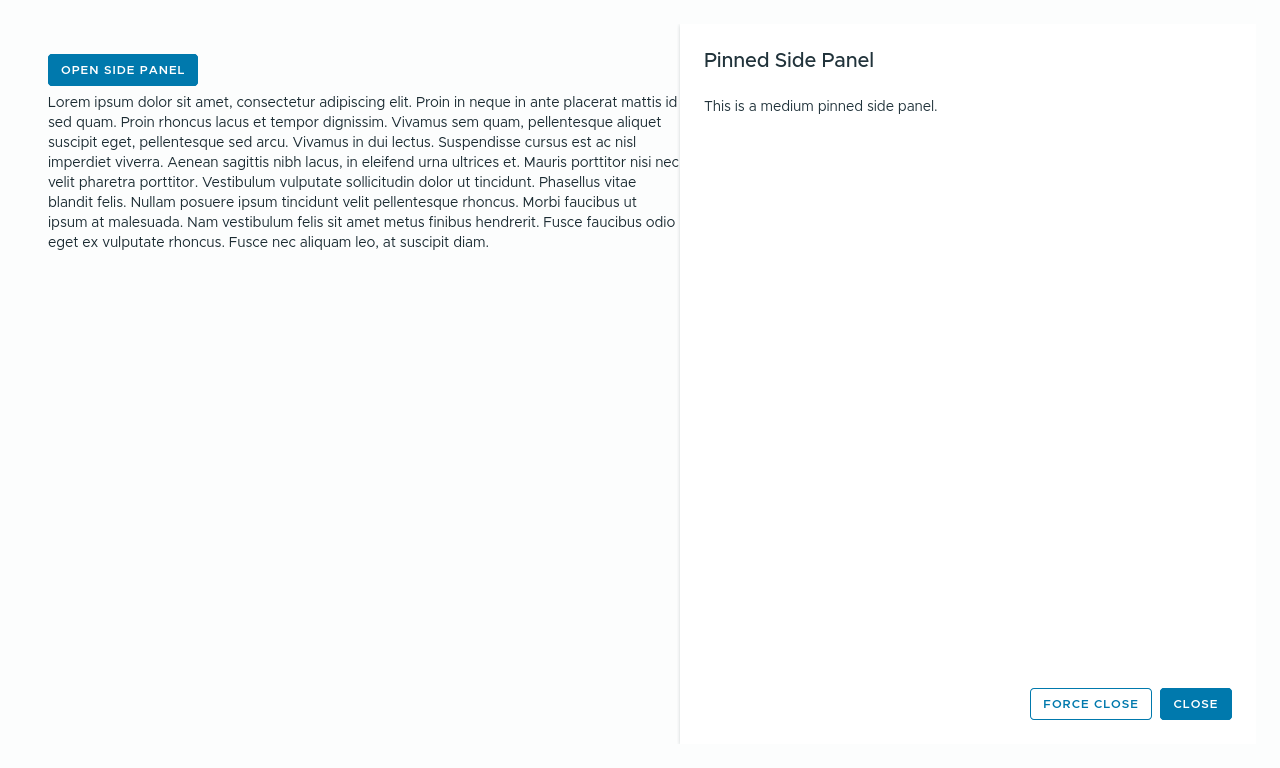 OPEN SIDE PANEL
Lorem ipsum dolor sit amet, consectetur adipiscing elit. Proin in neque in ante placerat mattis id
sed quam. Proin rhoncus lacus et tempor dignissim. Vivamus sem quam, pellentesque aliquet
suscipit eget, pellentesque sed arcu. Vivamus in dui lectus. Suspendisse cursus est ac nisl
imperdiet viverra. Aenean sagittis nibh lacus, in eleifend urna ultrices et. Mauris porttitor nisi nec
velit pharetra porttitor. Vestibulum vulputate sollicitudin dolor ut tincidunt. Phasellus vitae
blandit felis. Nullam posuere ipsum tincidunt velit pellentesque rhoncus. Morbi faucibus ut
ipsum at malesuada. Nam vestibulum felis sit amet metus finibus hendrerit. Fusce faucibus odio
eget ex vulputate rhoncus. Fusce nec aliquam leo, at suscipit diam.
Pinned Side Panel
This is a medium pinned side panel.
FORCE CLOSE
CLOSE